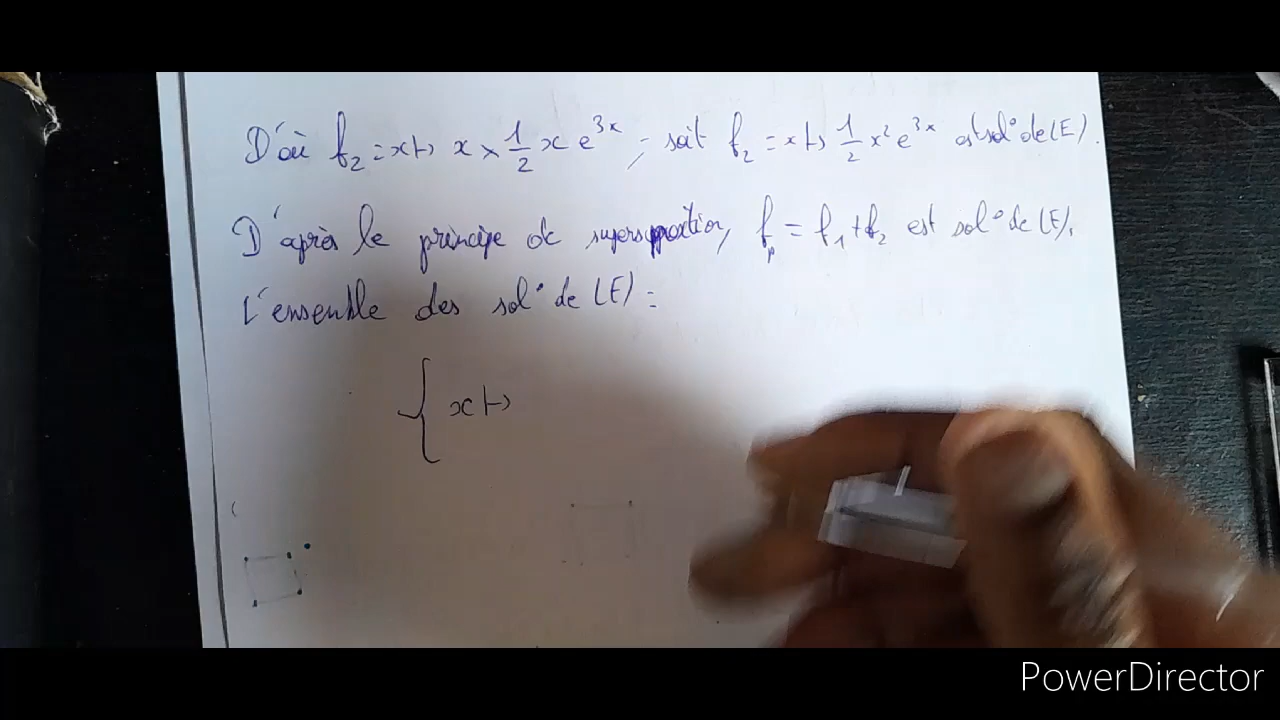 D'où f₂ = x ↦ x × 1/2 x e^{3x}, soit f₂ = x ↦ 1/2 x² e^{3x} est sol° de (E).
D'après le principe de superposition, fₚ = f₁ + f₂ est sol° de (E).
L'ensemble des sol° de (E) :
{ x ↦
PowerDirector